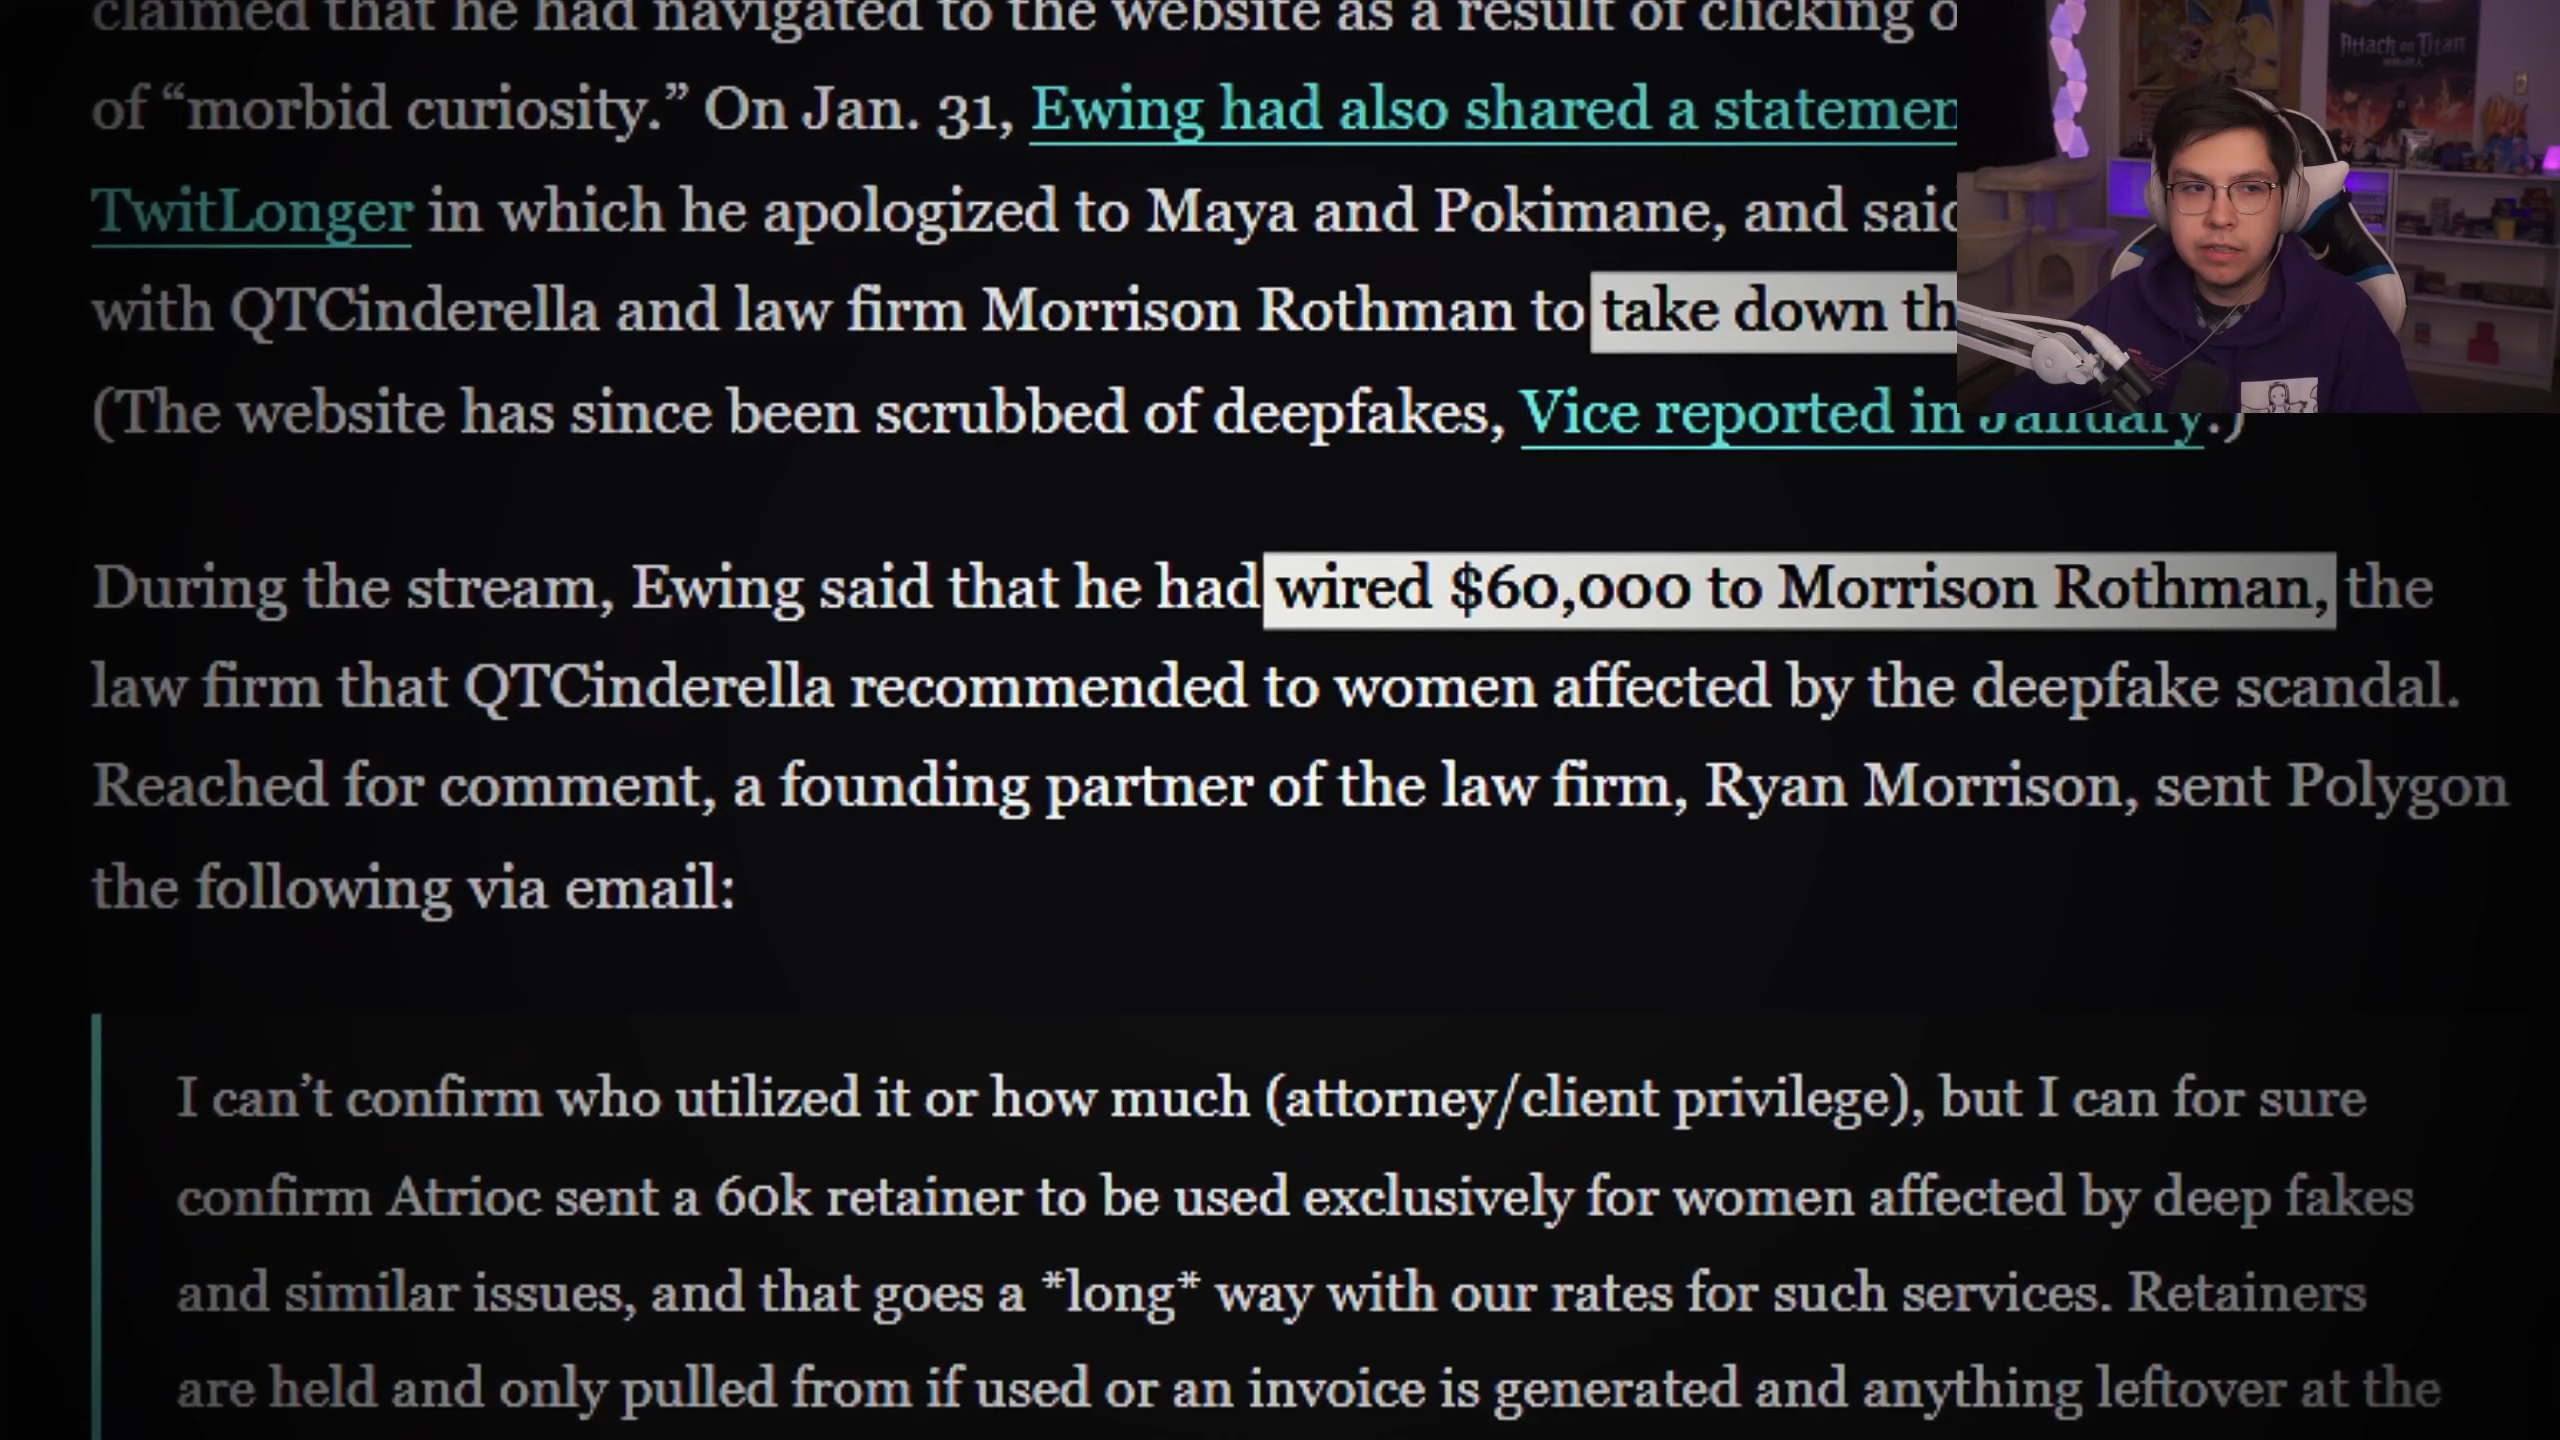 claimed that he had navigated to the website as a result of clicking
of “morbid curiosity.” On Jan. 31, Ewing had also shared a statemen
TwitLonger in which he apologized to Maya and Pokimane, and said
with QTCinderella and law firm Morrison Rothman to take down th
(The website has since been scrubbed of deepfakes, Vice reported in January.)
During the stream, Ewing said that he had wired $60,000 to Morrison Rothman, the
law firm that QTCinderella recommended to women affected by the deepfake scandal.
Reached for comment, a founding partner of the law firm, Ryan Morrison, sent Polygon
the following via email:
I can’t confirm who utilized it or how much (attorney/client privilege), but I can for sure
confirm Atrioc sent a 60k retainer to be used exclusively for women affected by deep fakes
and similar issues, and that goes a *long* way with our rates for such services. Retainers
are held and only pulled from if used or an invoice is generated and anything leftover at the
Attack on Titan